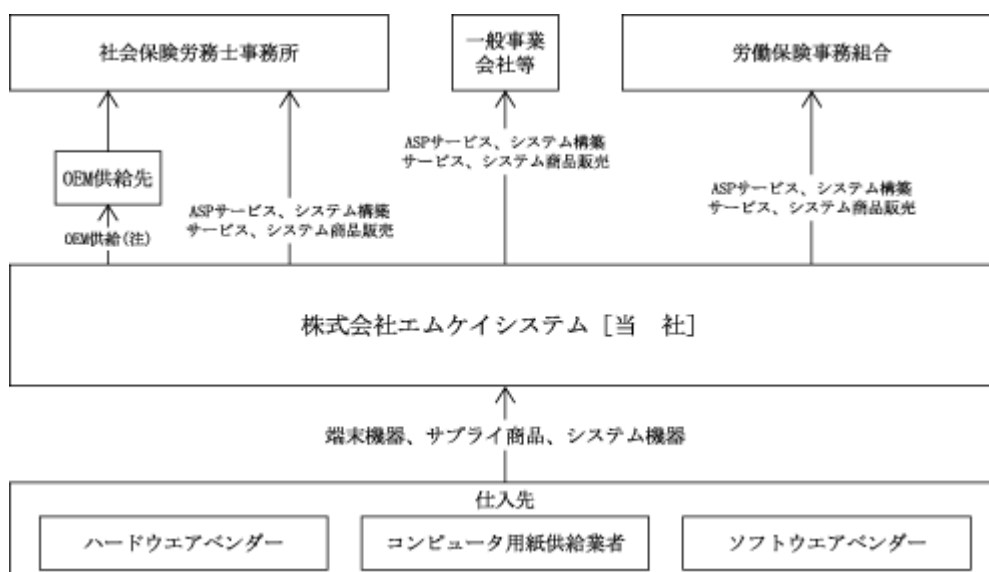 社会保険労務士事務所
一般事業
会社等
労働保険事務組合
OEM供給先
OEM供給(注)
ASPサービス、システム構築
サービス、システム商品販売
ASPサービス、システム構築
サービス、システム商品販売
ASPサービス、システム構築
サービス、システム商品販売
株式会社エムケイシステム［当　社］
端末機器、サプライ商品、システム機器
仕入先
ハードウエアベンダー
コンピュータ用紙供給業者
ソフトウエアベンダー